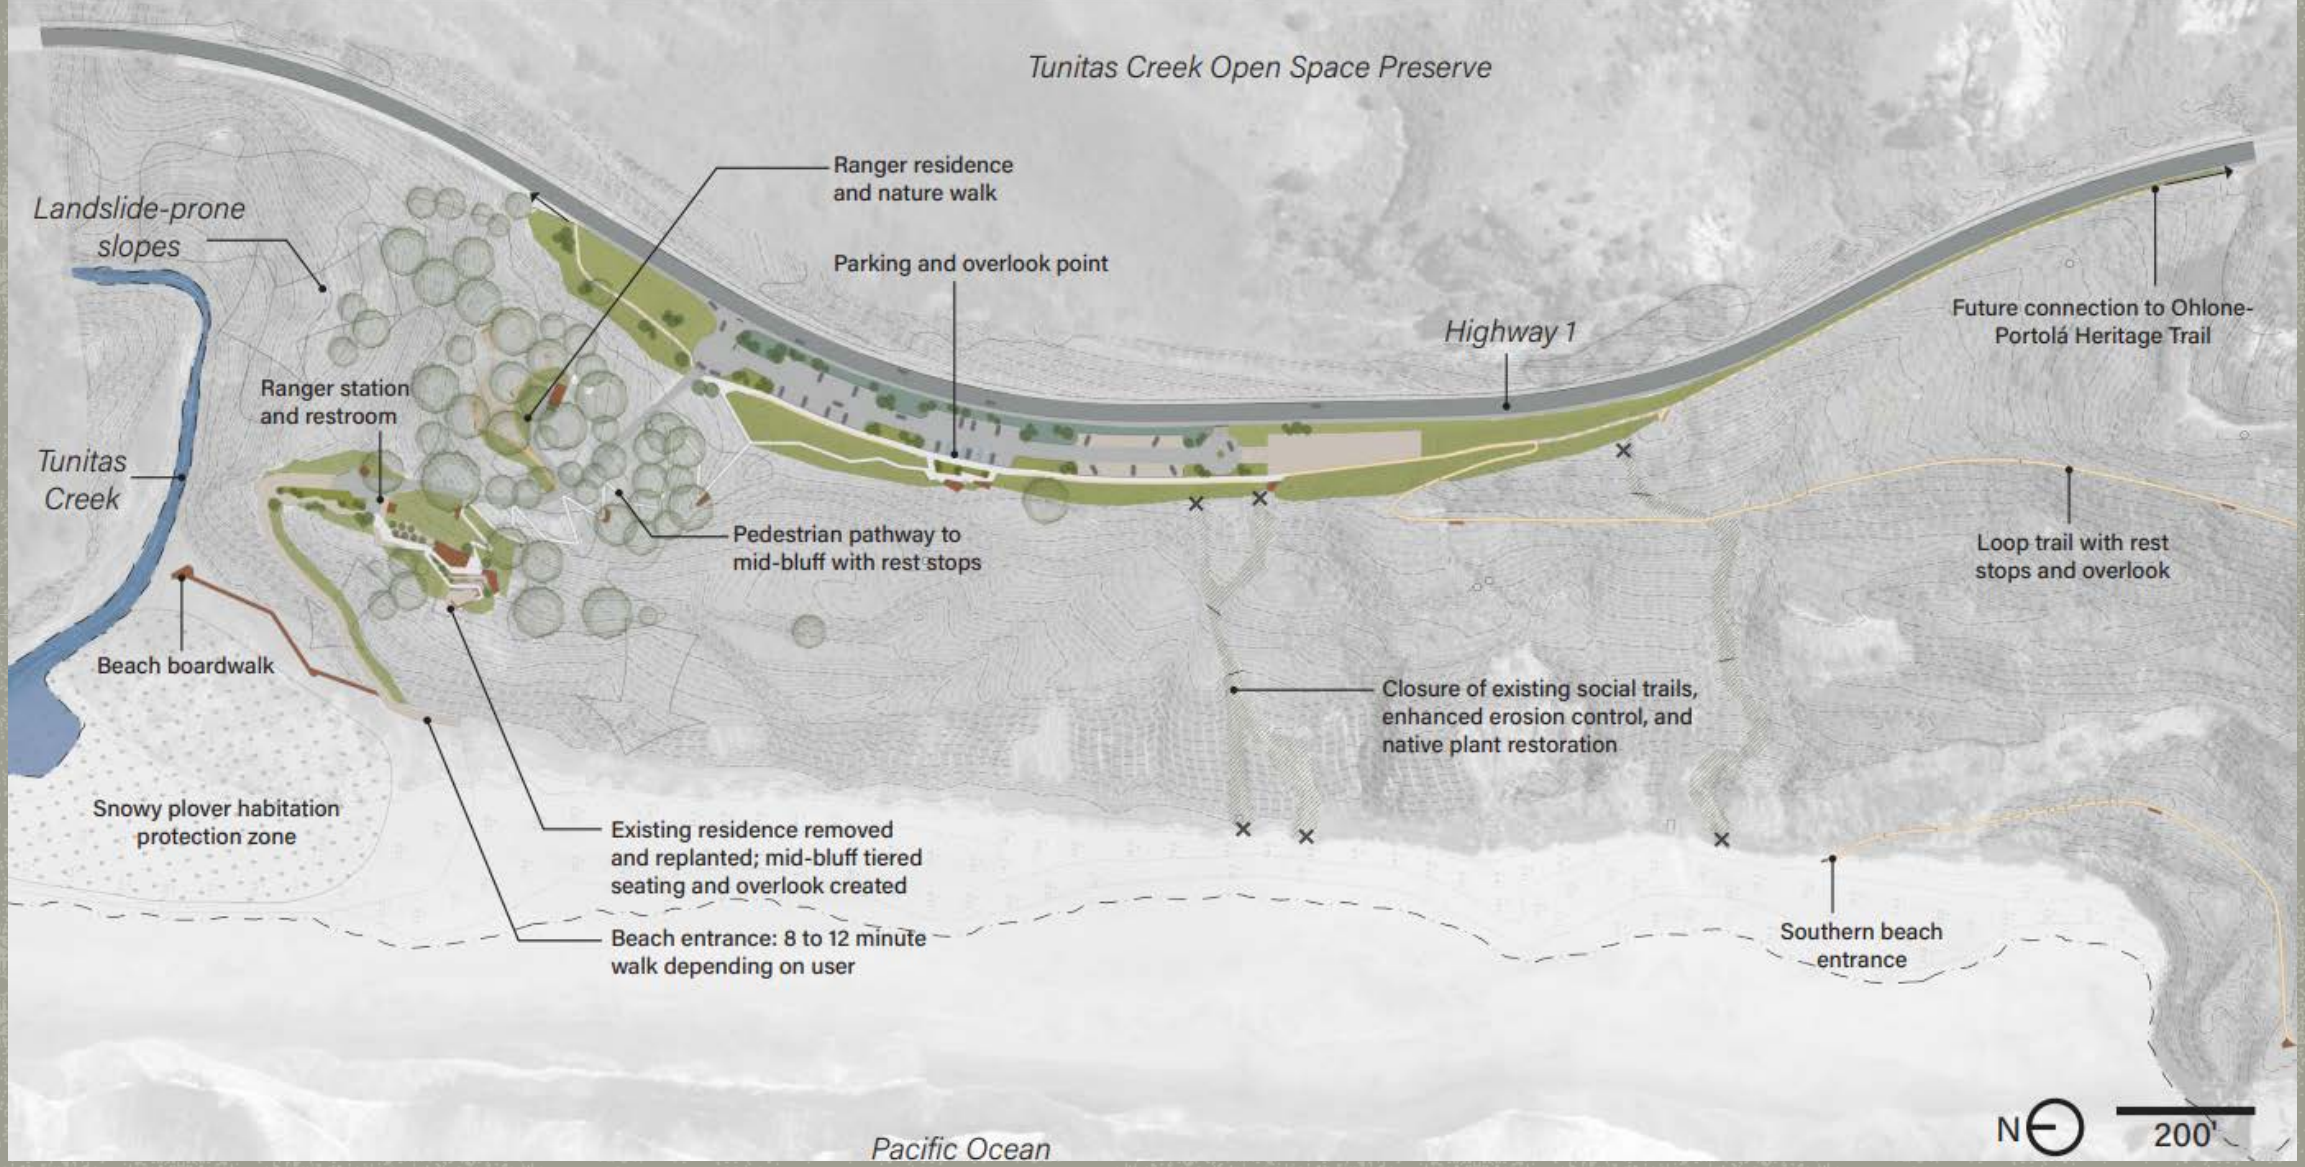 Tunitas Creek Open Space Preserve
Ranger residence
and nature walk
Landslide-prone
slopes
Parking and overlook point
Highway 1
Future connection to Ohlone-
Portolá Heritage Trail
Ranger station
and restroom
Tunitas
Creek
Pedestrian pathway to
mid-bluff with rest stops
Loop trail with rest
stops and overlook
Beach boardwalk
Closure of existing social trails,
enhanced erosion control, and
native plant restoration
Snowy plover habitation
protection zone
Existing residence removed
and replanted; mid-bluff tiered
seating and overlook created
Beach entrance: 8 to 12 minute
walk depending on user
Southern beach
entrance
Pacific Ocean
N
200'